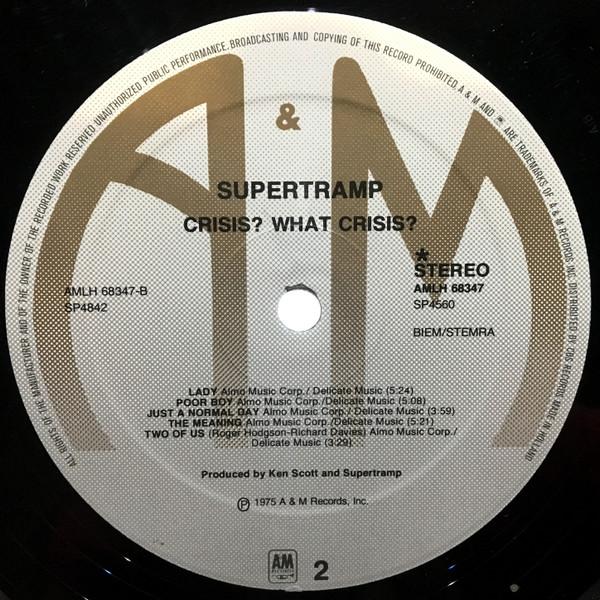 ALL RIGHTS OF THE MANUFACTURER AND OF THE OWNER OF THE RECORDED WORK RESERVED. UNAUTHORIZED PUBLIC PERFORMANCE, BROADCASTING AND COPYING OF THIS RECORD PROHIBITED. A & M AND ARE TRADEMARKS OF A & M RECORDS INC. DISTRIBUTED BY CBS RECORDS MADE IN HOLLAND
A & M
SUPERTRAMP
CRISIS? WHAT CRISIS?
*
STEREO
AMLH 68347-B
AMLH 68347
SP4842
SP4560
BIEM/STEMRA
LADY Almo Music Corp./ Delicate Music (5:24)
POOR BOY Almo Music Corp./Delicate Music (5:08)
JUST A NORMAL DAY Almo Music Corp./ Delicate Music (3:59)
THE MEANING Almo Music Corp./ Delicate Music (5:21)
TWO OF US (Roger Hodgson-Richard Davies) Almo Music Corp./
Delicate Music (3:29)
Produced by Ken Scott and Supertramp
Ⓟ 1975 A & M Records, Inc.
AM
2